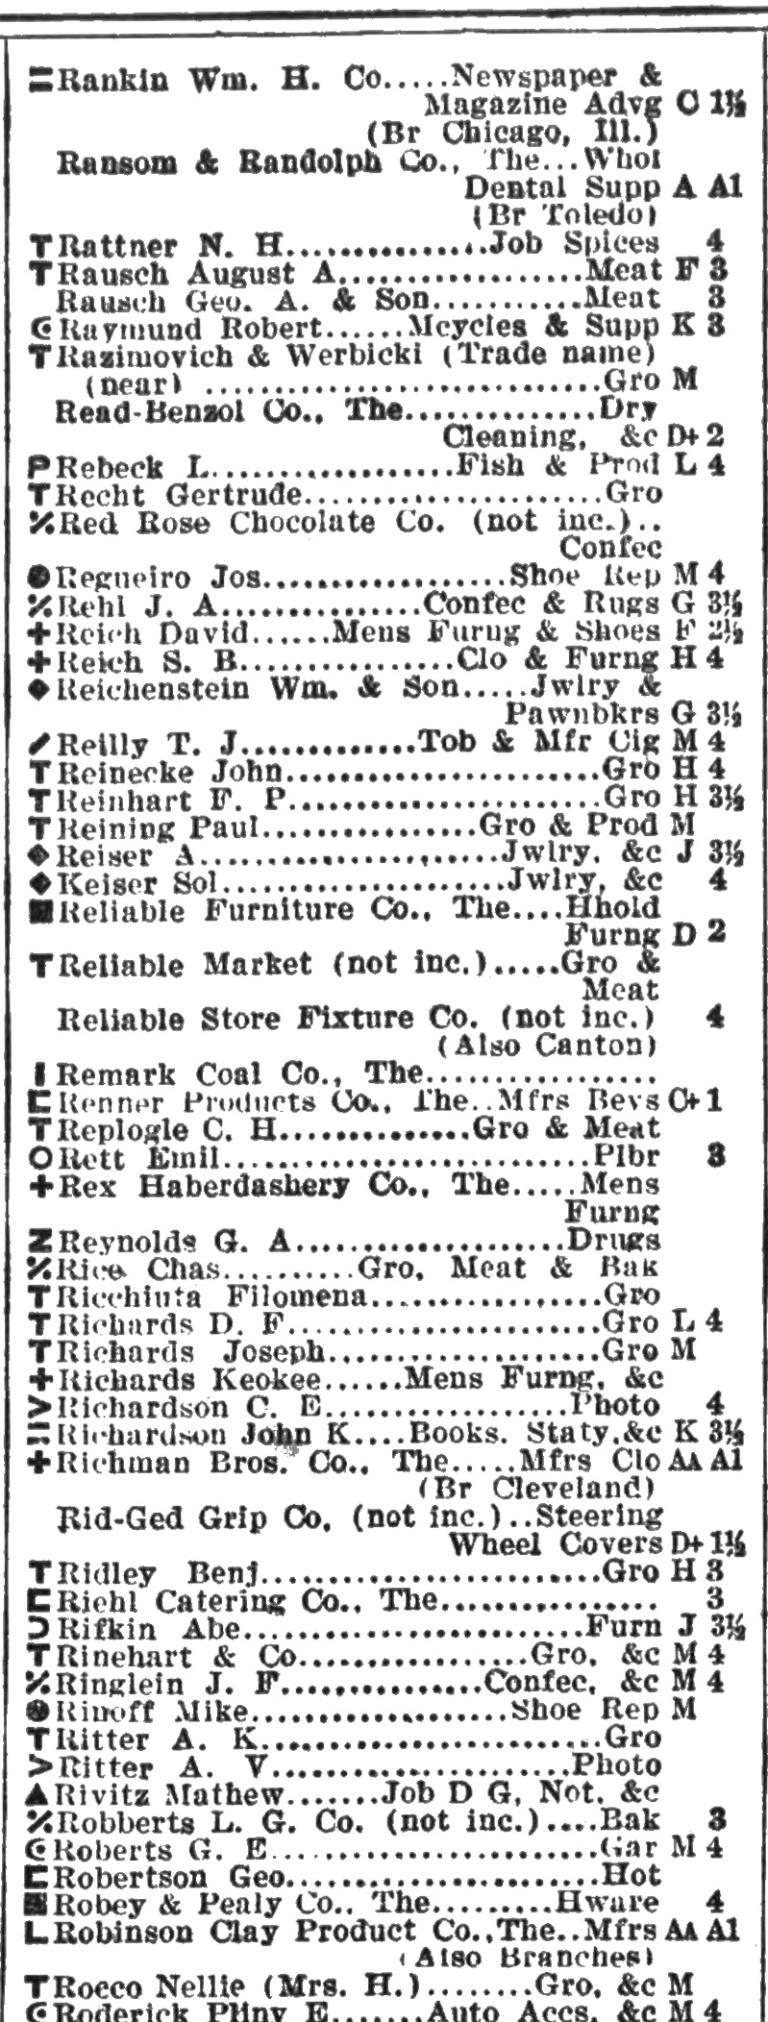 Rankin Wm. H. Co.....Newspaper &
Magazine Advg C 1½
(Br Chicago, Ill.)
Ransom & Randolph Co., The...Whol
Dental Supp A A1
(Br Toledo)
T Rattner N. H................Job Spices 4
T Rausch August A..................Meat F 3
Rausch Geo. A. & Son...........Meat 3
Raymund Robert......Mcycles & Supp K 3
T Razimovich & Werbicki (Trade name)
(near) ............................Gro M
Read-Benzol Co., The..............Dry
Cleaning, &c D+ 2
P Rebeck L..................Fish & Prod L 4
T Recht Gertrude......................Gro
%Red Rose Chocolate Co. (not inc.)..
Confec
Regueiro Jos..................Shoe Rep M 4
%Rehl J. A...............Confec & Rugs G 3½
+Reich David......Mens Furng & Shoes F 2½
+Reich S. B................Clo & Furng H 4
◆Reichenstein Wm. & Son.....Jwlry &
Pawnbkrs G 3½
Reilly T. J.............Tob & Mfr Cig M 4
T Reinecke John.......................Gro H 4
T Reinhart F. P.......................Gro H 3½
T Reining Paul................Gro & Prod M
◆Reiser A......................Jwlry, &c J 3½
◆Keiser Sol.....................Jwlry, &c 4
■Reliable Furniture Co., The....Hhold
Furng D 2
T Reliable Market (not inc.).....Gro &
Meat
Reliable Store Fixture Co. (not inc.) 4
(Also Canton)
Remark Coal Co., The.................
Renner Products Co., The..Mfrs Bevs C+ 1
T Replogle C. H..............Gro & Meat
O Rett Emil...........................Plbr 3
+Rex Haberdashery Co., The.....Mens
Furng
Z Reynolds G. A....................Drugs
%Rice Chas..........Gro, Meat & Bak
T Ricchiuta Filomena.................Gro
T Richards D. F.......................Gro L 4
T Richards Joseph....................Gro M
+Richards Keokee......Mens Furng, &c
>Richardson C. E..................Photo 4
Richardson John K....Books. Staty,&c K 3½
+Richman Bros. Co., The.....Mfrs Clo AA A1
(Br Cleveland)
Rid-Ged Grip Co, (not inc.)..Steering
Wheel Covers D+ 1½
T Ridley Benj.........................Gro H 3
Riehl Catering Co., The................ 3
Rifkin Abe.........................Furn J 3½
T Rinehart & Co.................Gro, &c M 4
%Ringlein J. F...............Confec, &c M 4
Rinoff Mike...................Shoe Rep M
T Ritter A. K.........................Gro
>Ritter A. V......................Photo
▲Rivitz Mathew.......Job D G, Not, &c
%Robberts L. G. Co. (not inc.)....Bak 3
Roberts G. E........................Gar M 4
Robertson Geo.......................Hot
■Robey & Pealy Co., The.........Hware 4
L Robinson Clay Product Co.,The..Mfrs AA A1
(Also Branches)
T Rocco Nellie (Mrs. H.)........Gro, &c M
Roderick Pliny E.......Auto Accs, &c M 4